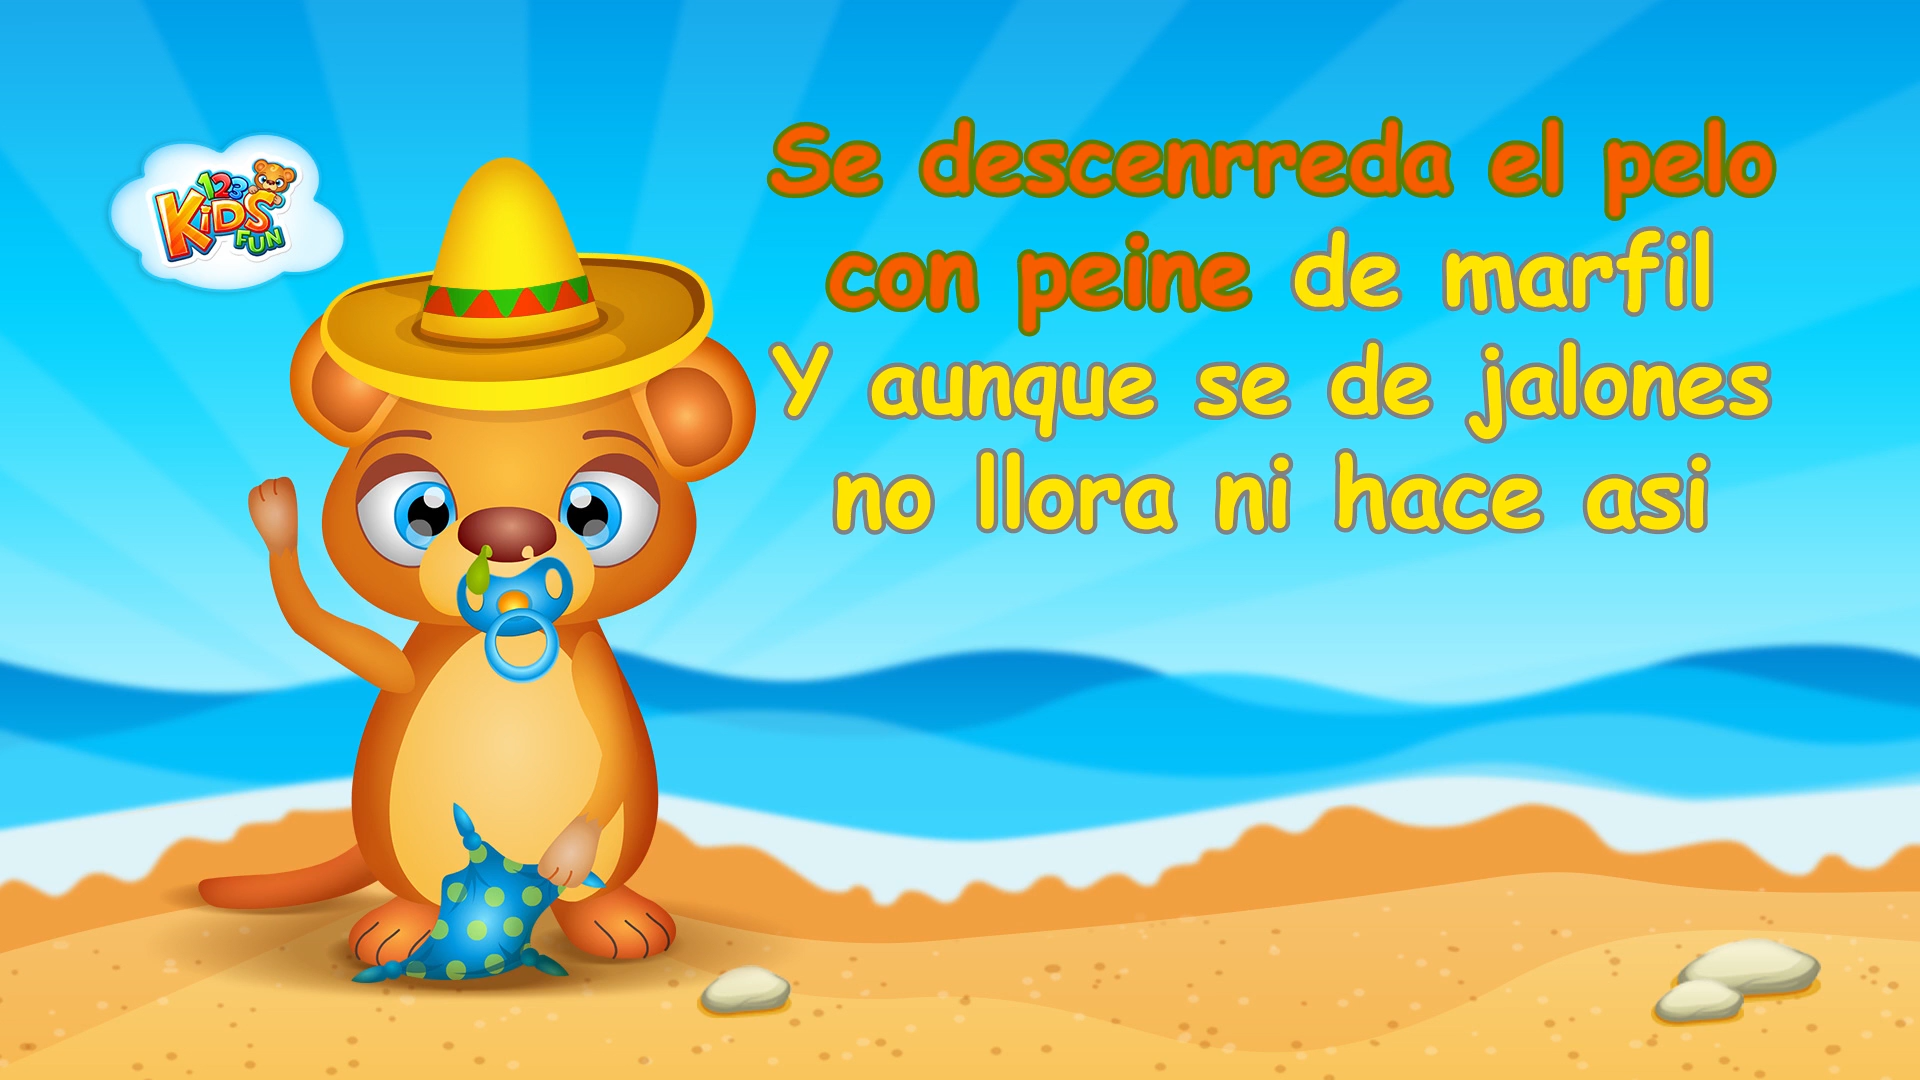 123
KiDS
FUN
Se descenrreda el pelo
con peine de marfil
Y aunque se de jalones
no llora ni hace asi